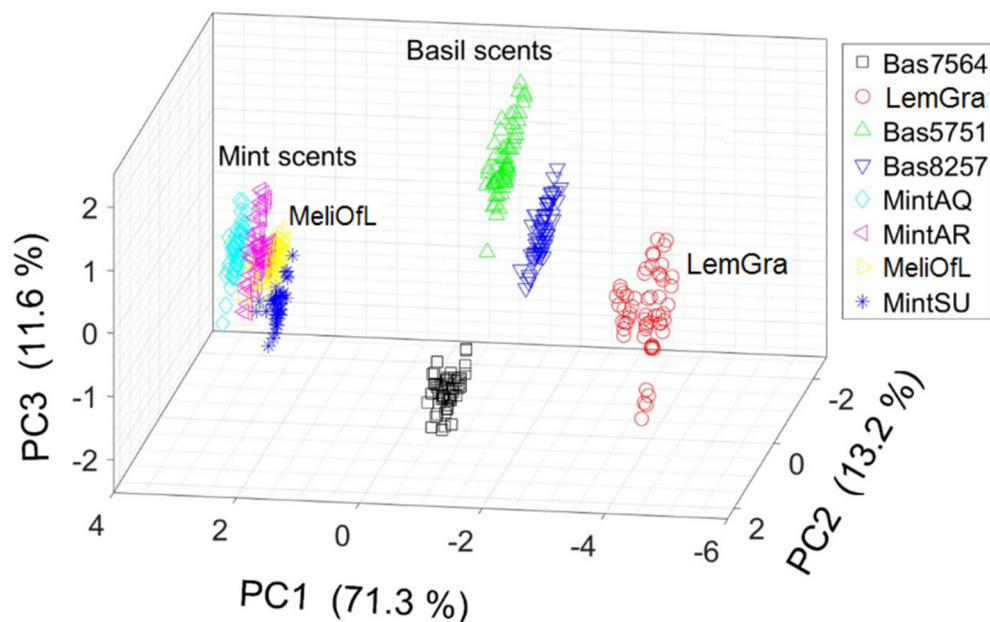 Basil scents
Mint scents
MeliOfL
LemGra
Bas7564
LemGra
Bas5751
Bas8257
MintAQ
MintAR
MeliOfL
MintSU
PC3 (11.6 %)
2
1
0
-1
-2
4
2
0
-2
-4
-6
PC1 (71.3 %)
-2
0
2
PC2 (13.2 %)